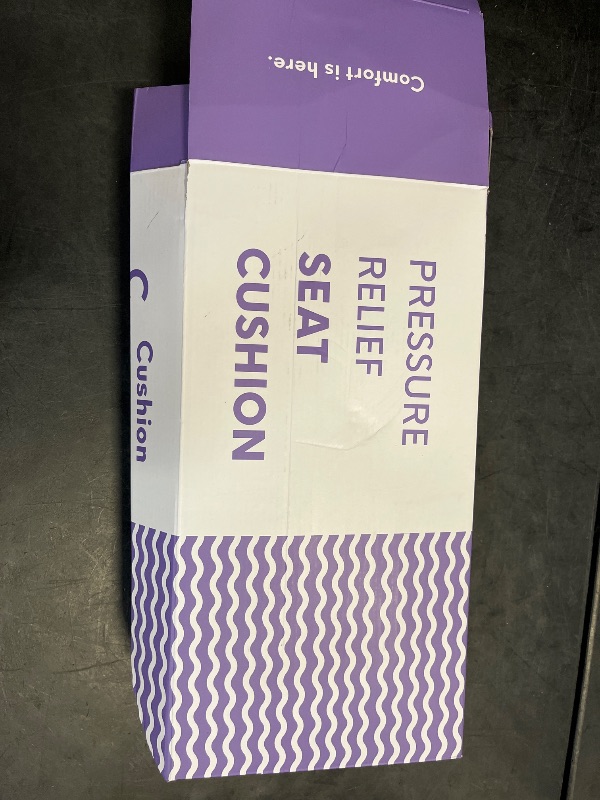 Comfort is here.
PRESSURE
RELIEF
SEAT
CUSHION
C Cushion